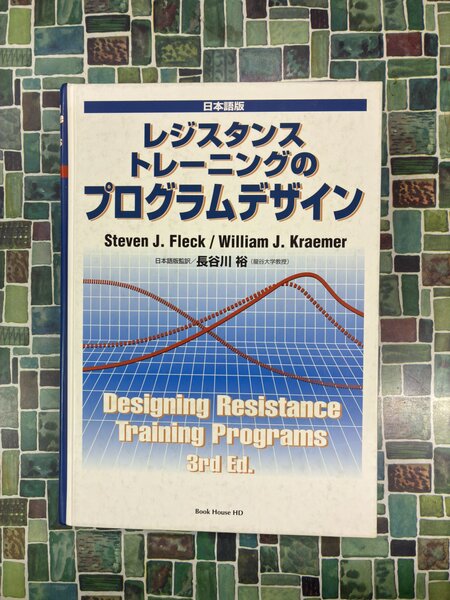 日本語版
レジスタンス
トレーニングの
プログラムデザイン
Steven J. Fleck / William J. Kraemer
日本語版監訳／長谷川 裕（龍谷大学教授）
Designing Resistance
Training Programs
3rd Ed.
Book House HD